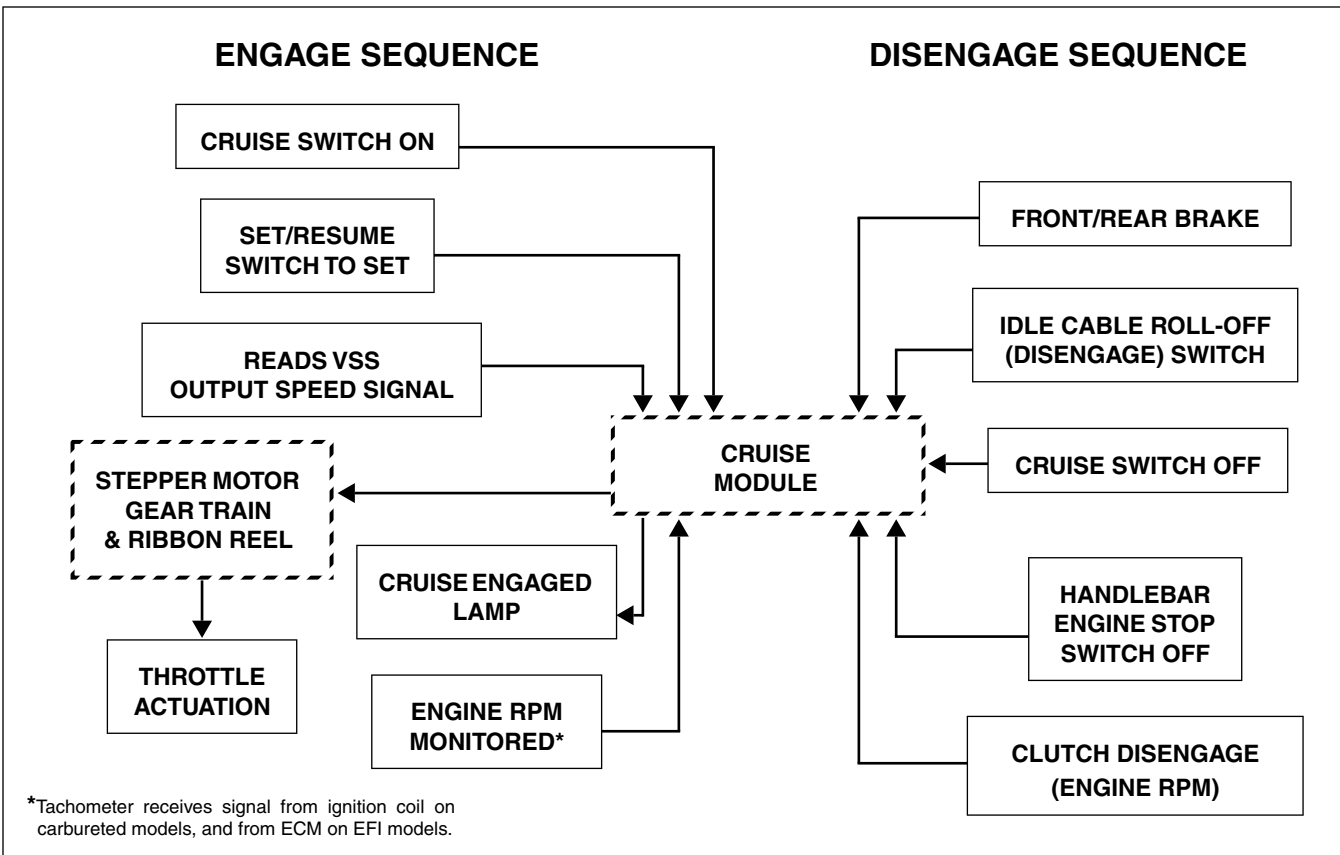 ENGAGE SEQUENCE
DISENGAGE SEQUENCE
CRUISE SWITCH ON
SET/RESUME
SWITCH TO SET
READS VSS
OUTPUT SPEED SIGNAL
STEPPER MOTOR
GEAR TRAIN
& RIBBON REEL
THROTTLE
ACTUATION
CRUISE ENGAGED
LAMP
ENGINE RPM
MONITORED*
CRUISE
MODULE
FRONT/REAR BRAKE
IDLE CABLE ROLL-OFF
(DISENGAGE) SWITCH
CRUISE SWITCH OFF
HANDLEBAR
ENGINE STOP
SWITCH OFF
CLUTCH DISENGAGE
(ENGINE RPM)
*Tachometer receives signal from ignition coil on
carbureted models, and from ECM on EFI models.